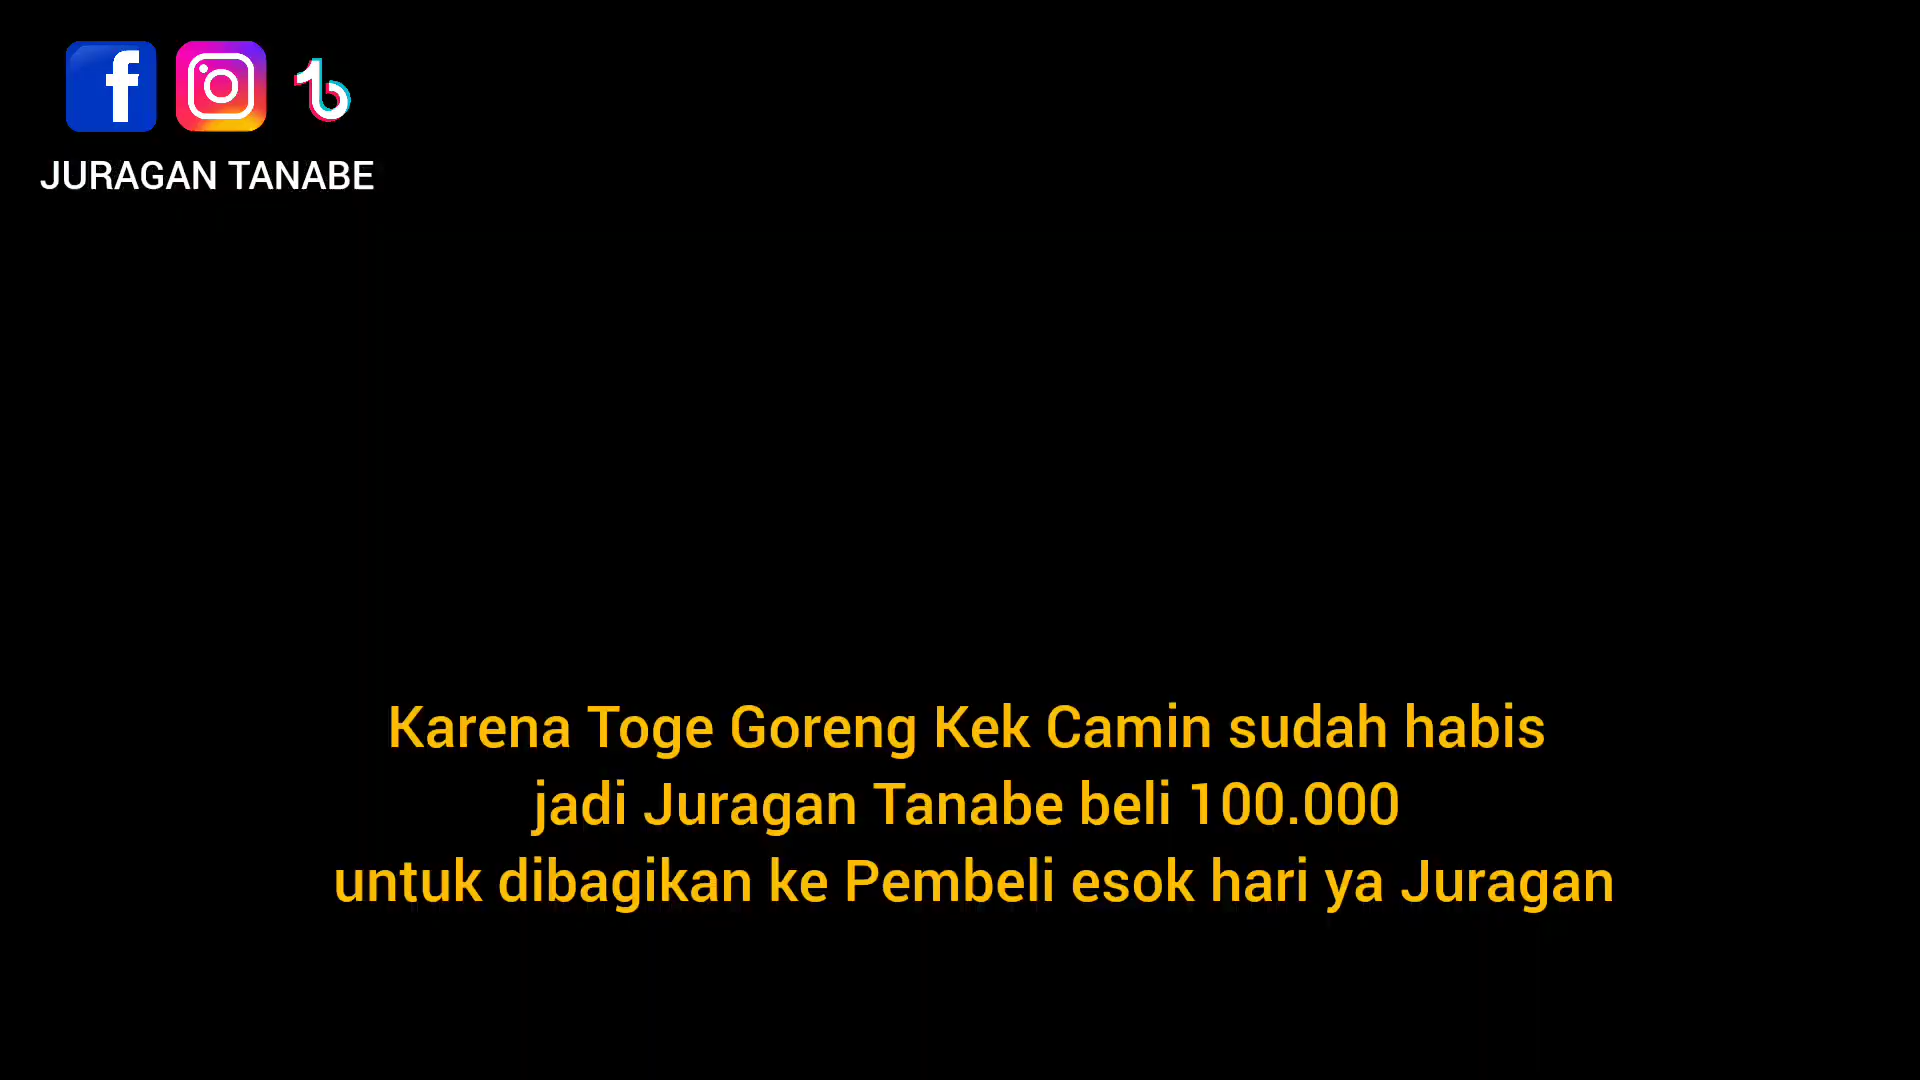 JURAGAN TANABE
Karena Toge Goreng Kek Camin sudah habis
jadi Juragan Tanabe beli 100.000
untuk dibagikan ke Pembeli esok hari ya Juragan